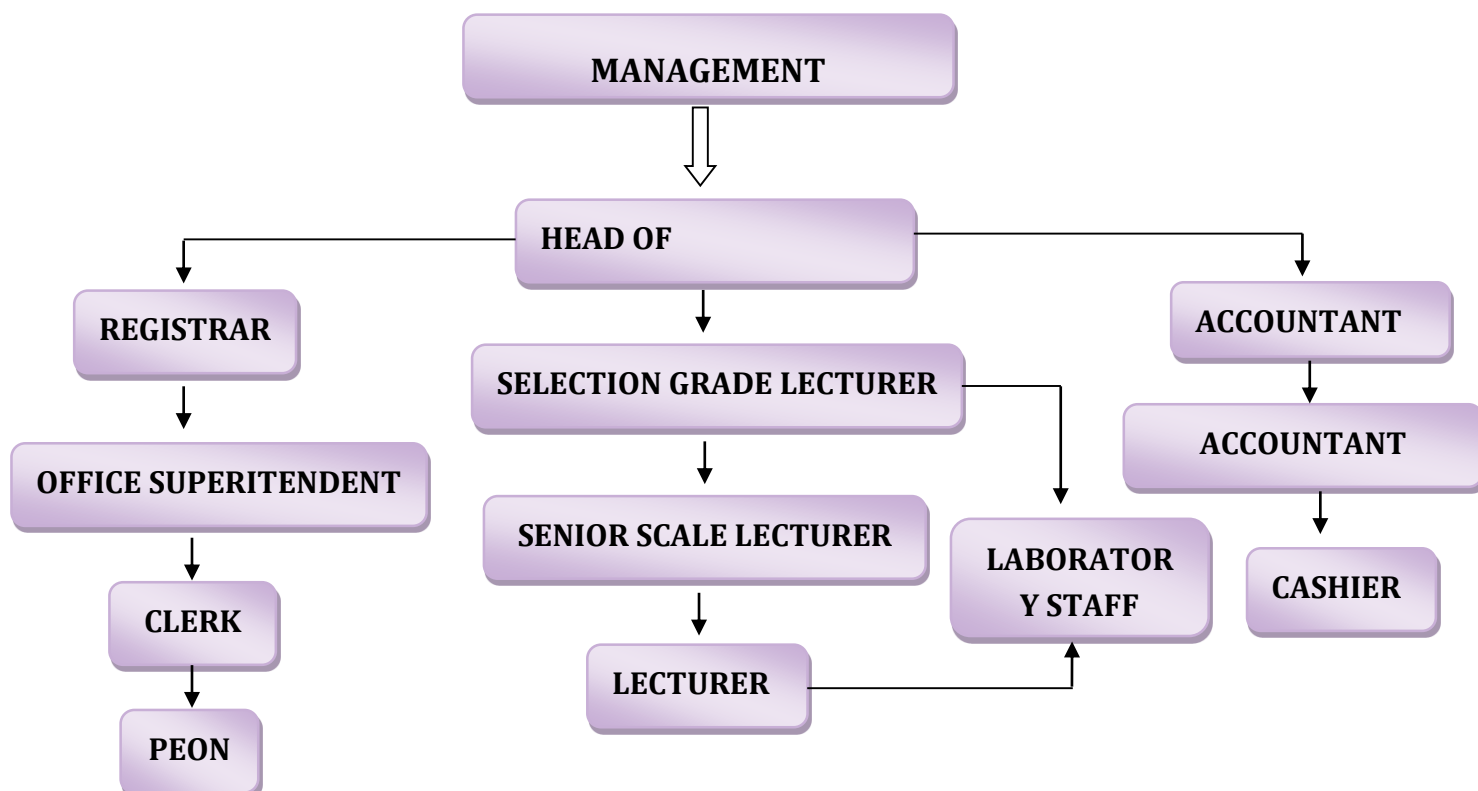 MANAGEMENT
HEAD OF
REGISTRAR
ACCOUNTANT
SELECTION GRADE LECTURER
ACCOUNTANT
OFFICE SUPERITENDENT
SENIOR SCALE LECTURER
LABORATOR
Y STAFF
CASHIER
CLERK
LECTURER
PEON